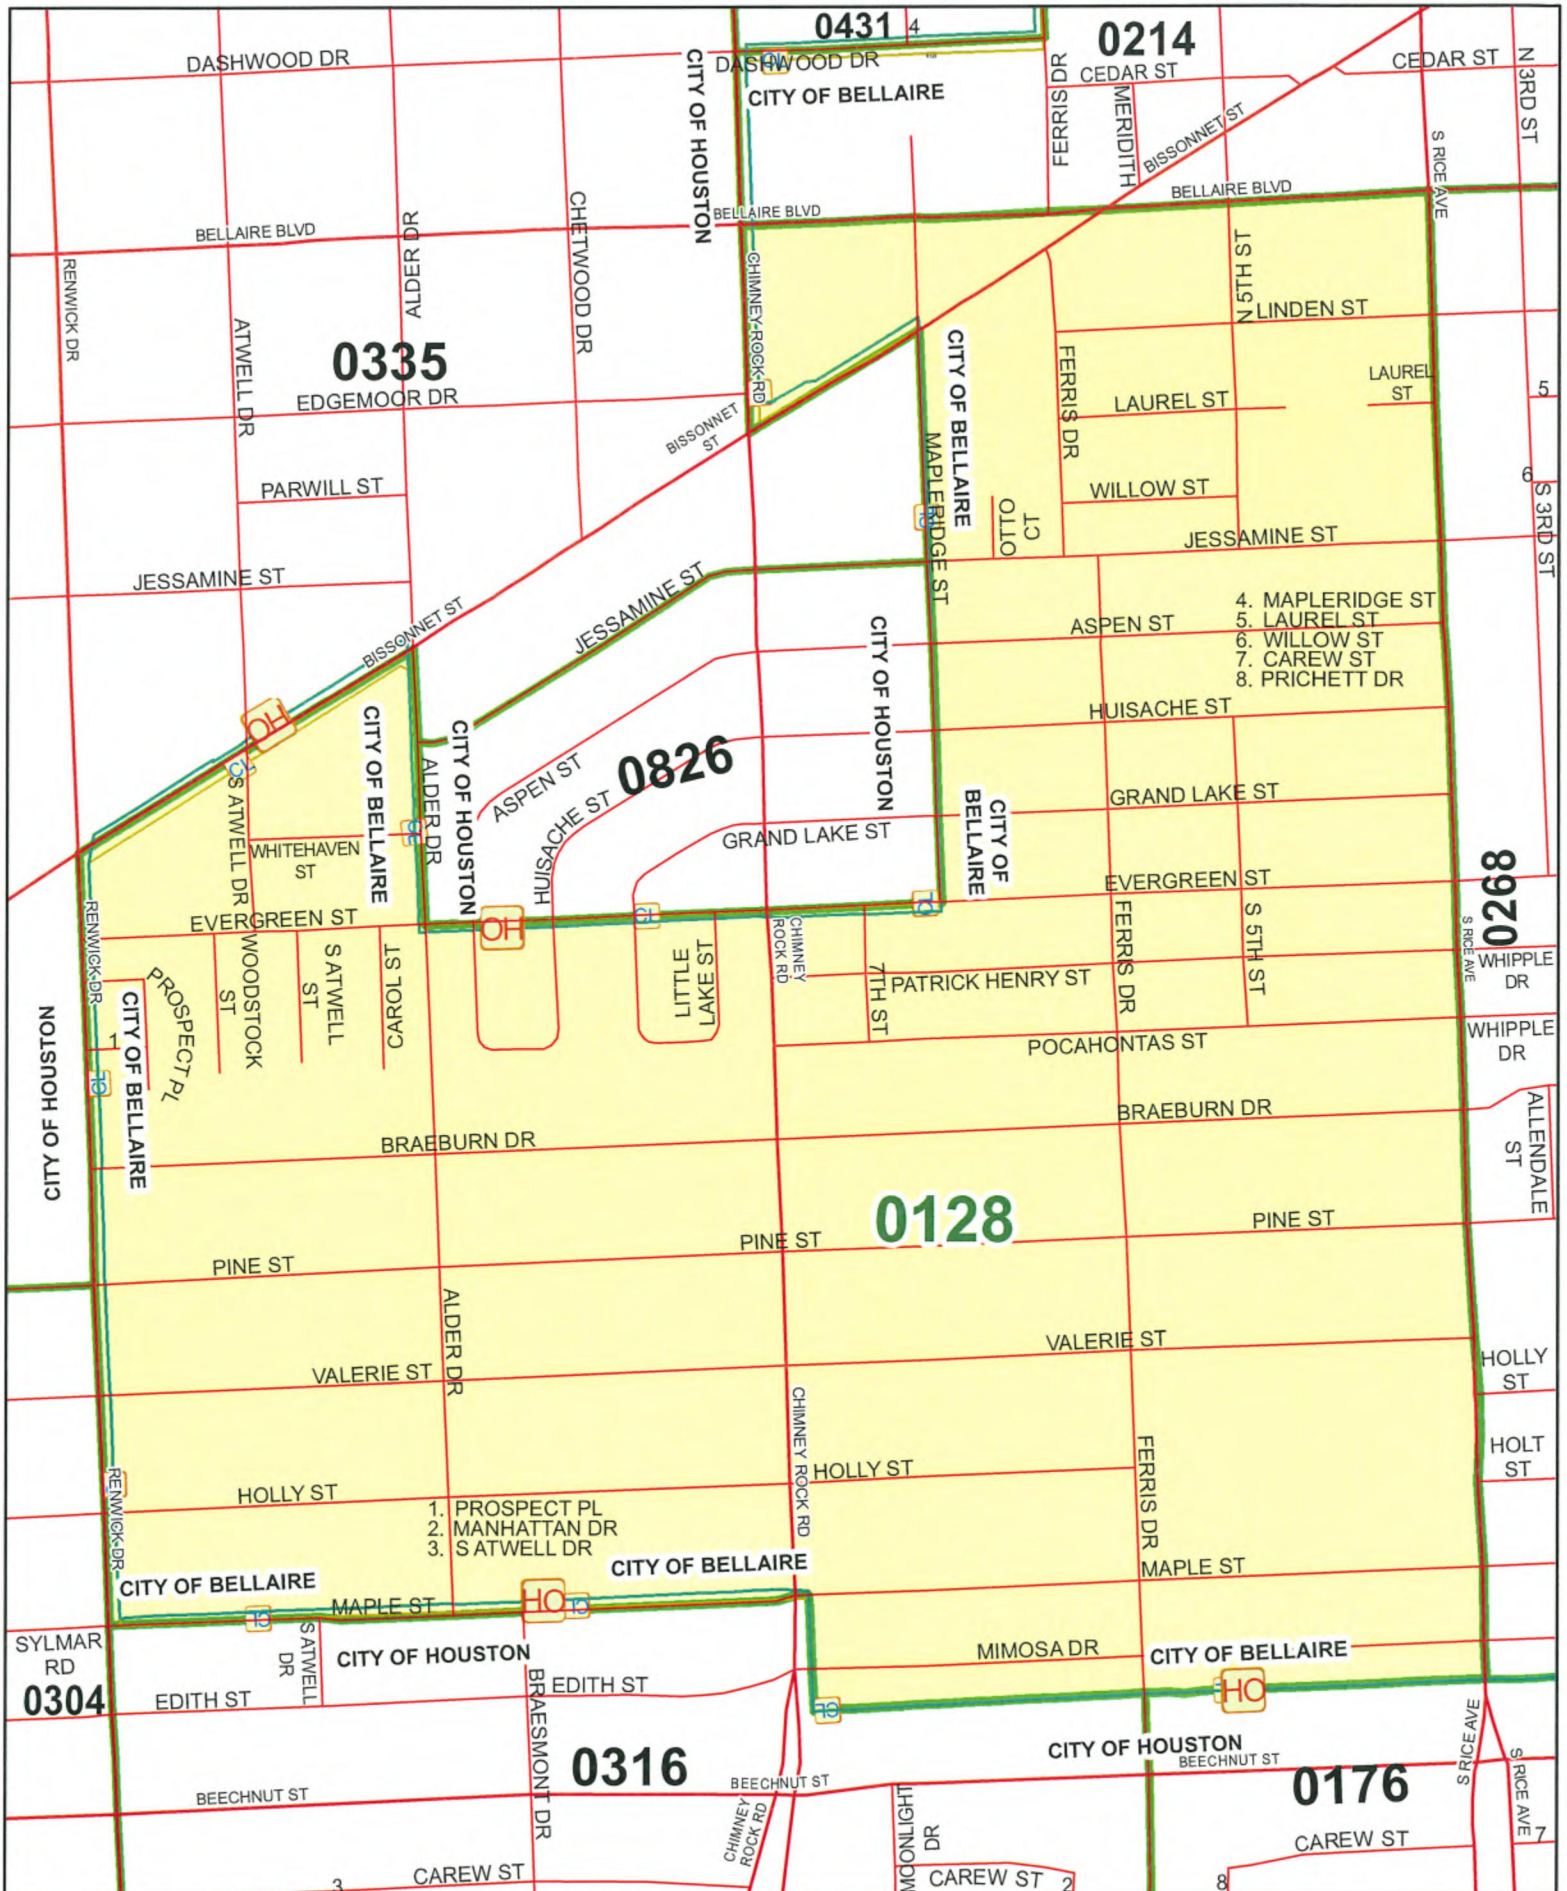 0431
4
0214
DASHWOOD DR
DASHWOOD DR
CITY OF BELLAIRE
CITY OF HOUSTON
FERRIS DR
CEDAR ST
CEDAR ST
N 3RD ST
MERIDITH
BISSONNET ST
S RICE AVE
BELLAIRE BLVD
BELLAIRE BLVD
BELLAIRE BLVD
RENWICK DR
ATWELL DR
ALDER DR
CHETWOOD DR
CHIMNEY ROCK RD
N 5TH ST
LINDEN ST
0335
EDGEMOOR DR
BISSONNET
ST
CITY OF BELLAIRE
FERRIS DR
LAUREL ST
LAUREL
ST
5
PARWILL ST
MAPLERIDGE ST
OTTO
CT
WILLOW ST
6
S 3RD ST
JESSAMINE ST
JESSAMINE ST
JESSAMINE ST
BISSONNET ST
CITY OF HOUSTON
ASPEN ST
4. MAPLERIDGE ST
5. LAUREL ST
6. WILLOW ST
7. CAREW ST
8. PRICHETT DR
HUISACHE ST
HO
CL
S ATWELL DR
CITY OF BELLAIRE
ALDER DR
CITY OF HOUSTON
ASPEN ST
HUISACHE ST
0826
GRAND LAKE ST
GRAND LAKE ST
CITY OF
BELLAIRE
WHITEHAVEN
ST
CL
0268
EVERGREEN ST
EVERGREEN ST
HO
CL
CL
RENWICK DR
PROSPECT PL
WOODSTOCK
ST
S ATWELL
ST
CAROL ST
LITTLE
LAKE ST
CHIMNEY
ROCK RD
7TH ST
PATRICK HENRY ST
FERRIS DR
S 5TH ST
S RICE AVE
WHIPPLE
DR
WHIPPLE
DR
CITY OF HOUSTON
1
CITY OF BELLAIRE
CL
POCAHONTAS ST
BRAEBURN DR
BRAEBURN DR
ALLENDALE
ST
0128
PINE ST
PINE ST
PINE ST
ALDER DR
VALERIE ST
VALERIE ST
HOLLY
ST
CHIMNEY ROCK RD
HOLLY ST
HOLLY ST
FERRIS DR
HOLT
ST
RENWICK DR
1. PROSPECT PL
2. MANHATTAN DR
3. S ATWELL DR
CITY OF BELLAIRE
CITY OF BELLAIRE
MAPLE ST
MAPLE ST
CL
HO
CL
SYLMAR
RD
0304
S ATWELL
DR
CITY OF HOUSTON
MIMOSA DR
CITY OF BELLAIRE
EDITH ST
EDITH ST
BRAESMONT DR
CL
HO
CITY OF HOUSTON
0316
BEECHNUT ST
BEECHNUT ST
BEECHNUT ST
0176
S RICE AVE
S RICE AVE
CHIMNEY
ROCK RD
MOONLIGHT
DR
CAREW ST
7
CAREW ST
3
CAREW ST
2
8